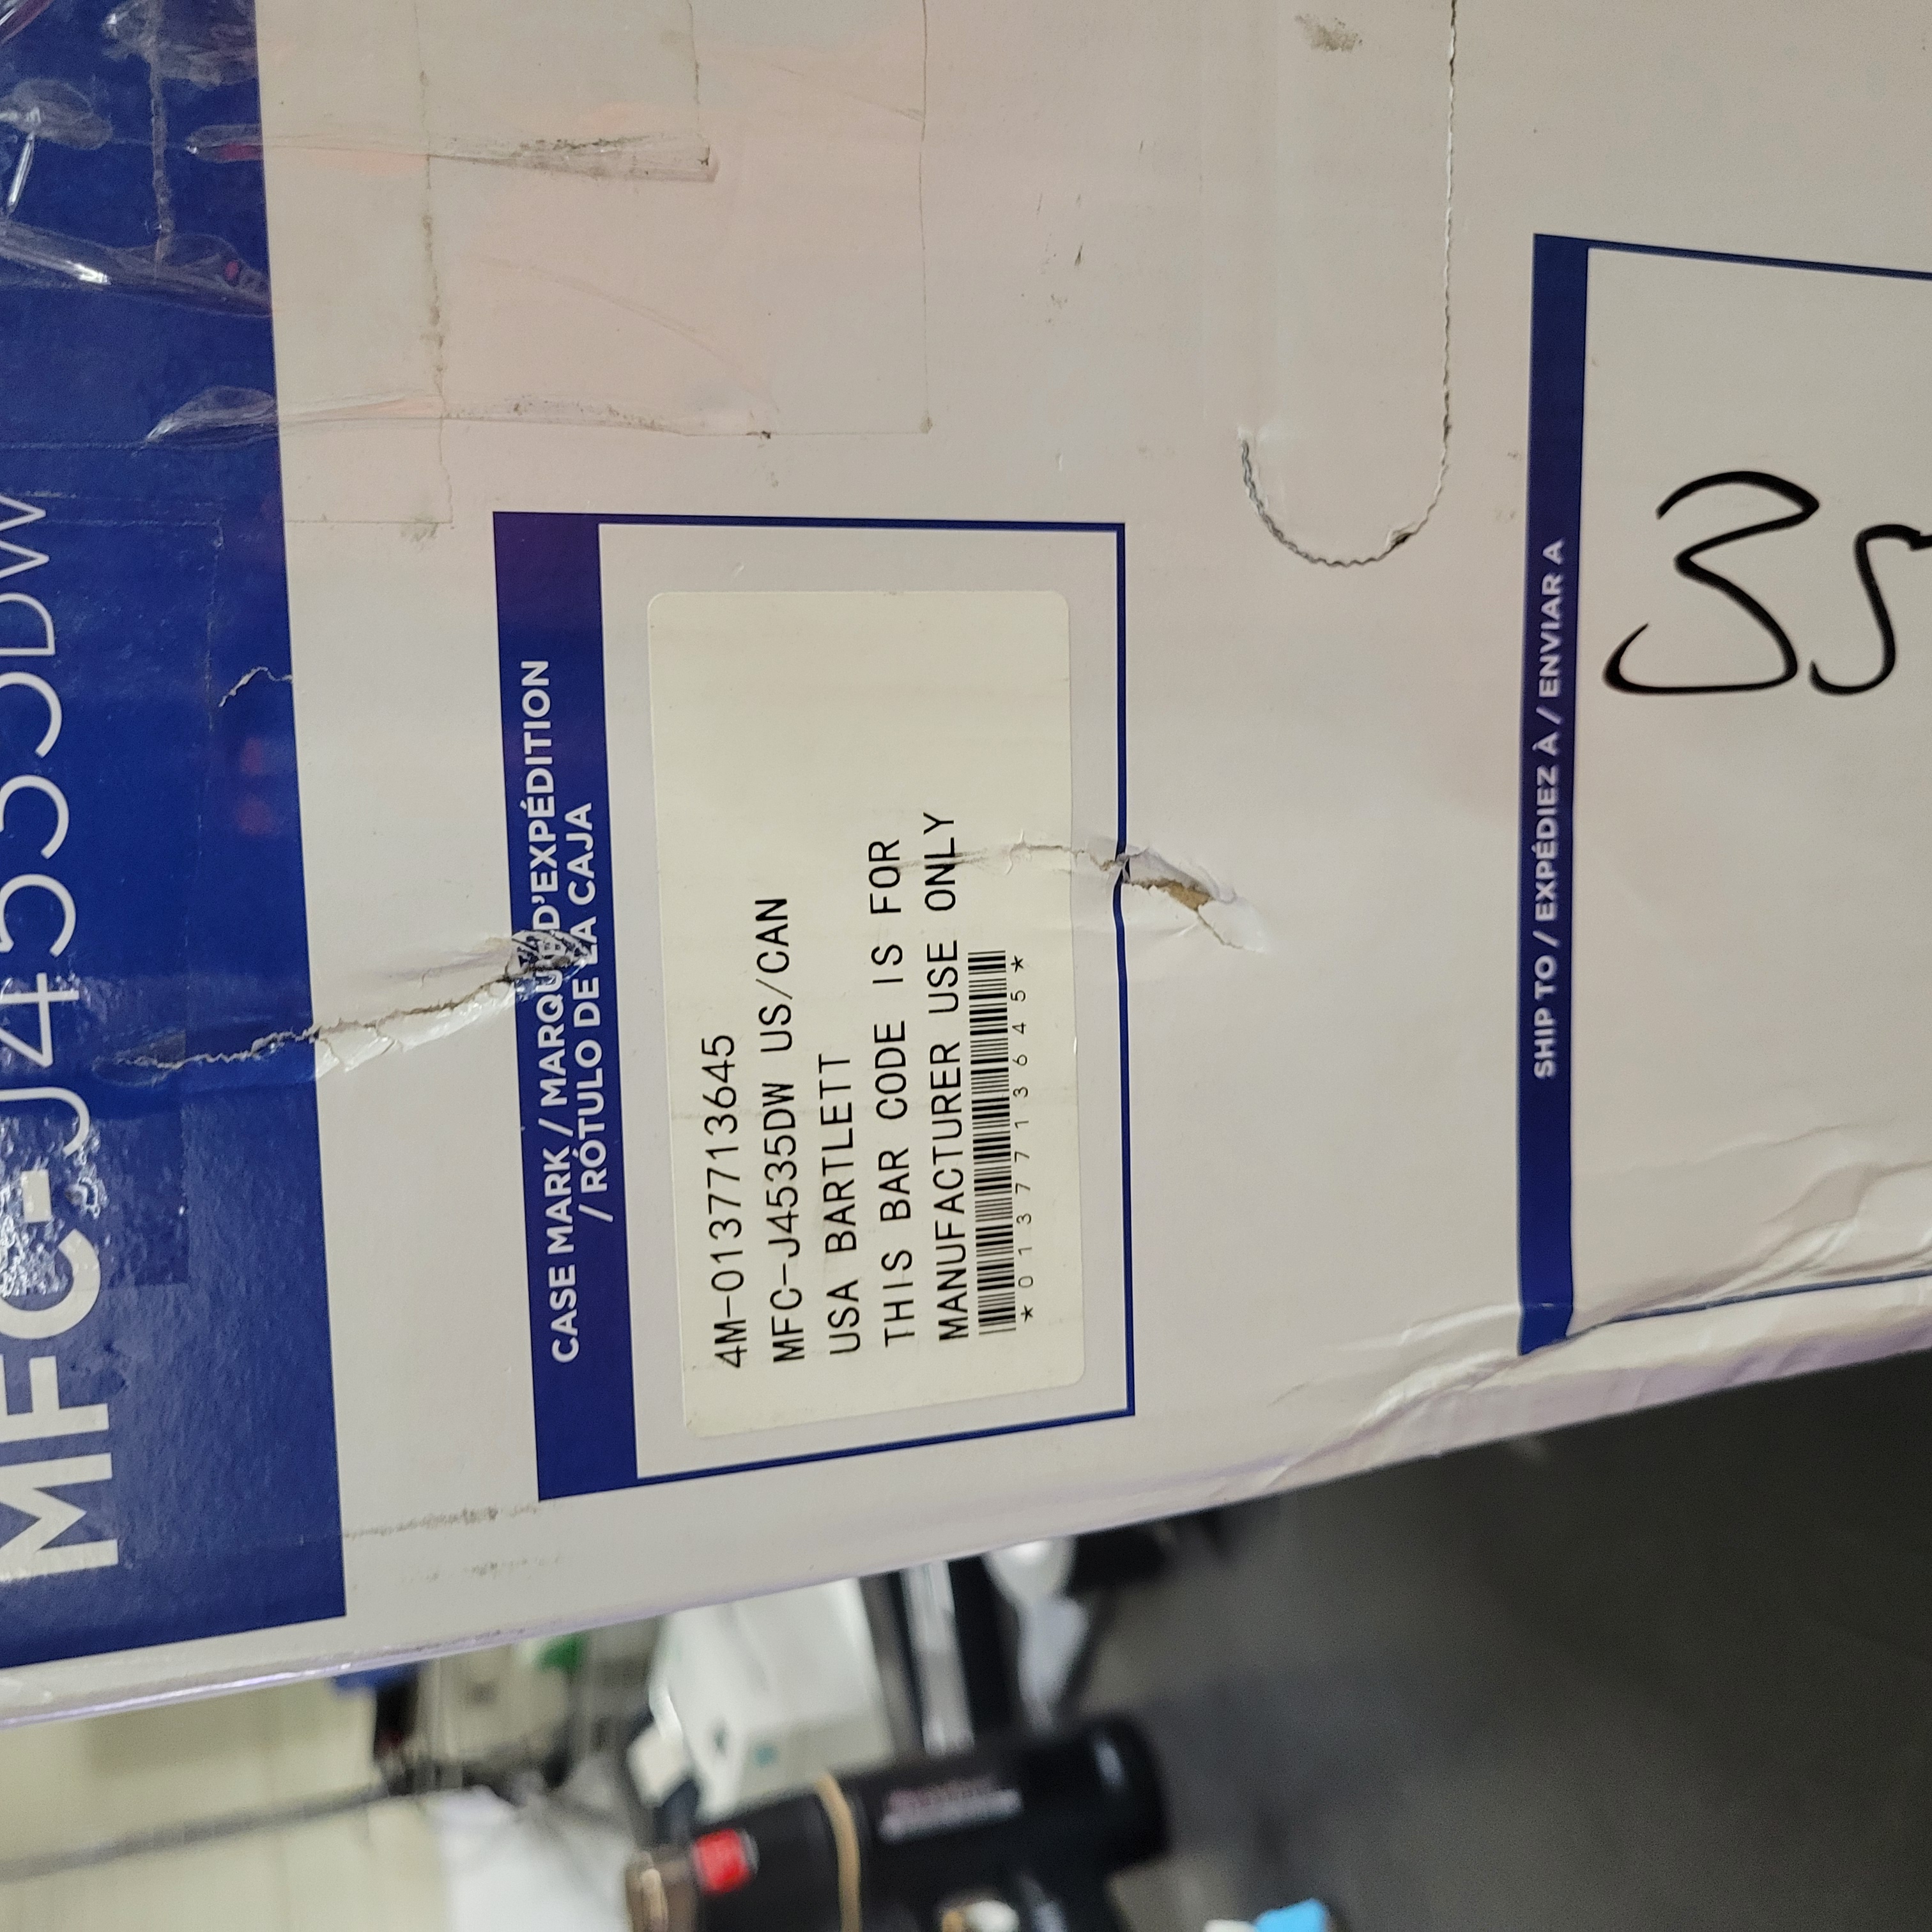 MFC-J4535DW
CASE MARK / MARQUE D'EXPÉDITION
/ RÓTULO DE LA CAJA
4M-0137713645
MFC-J4535DW US/CAN
USA BARTLETT
THIS BAR CODE IS FOR
MANUFACTURER USE ONLY
*0137713645*
SHIP TO / EXPÉDIEZ À / ENVIAR A
35